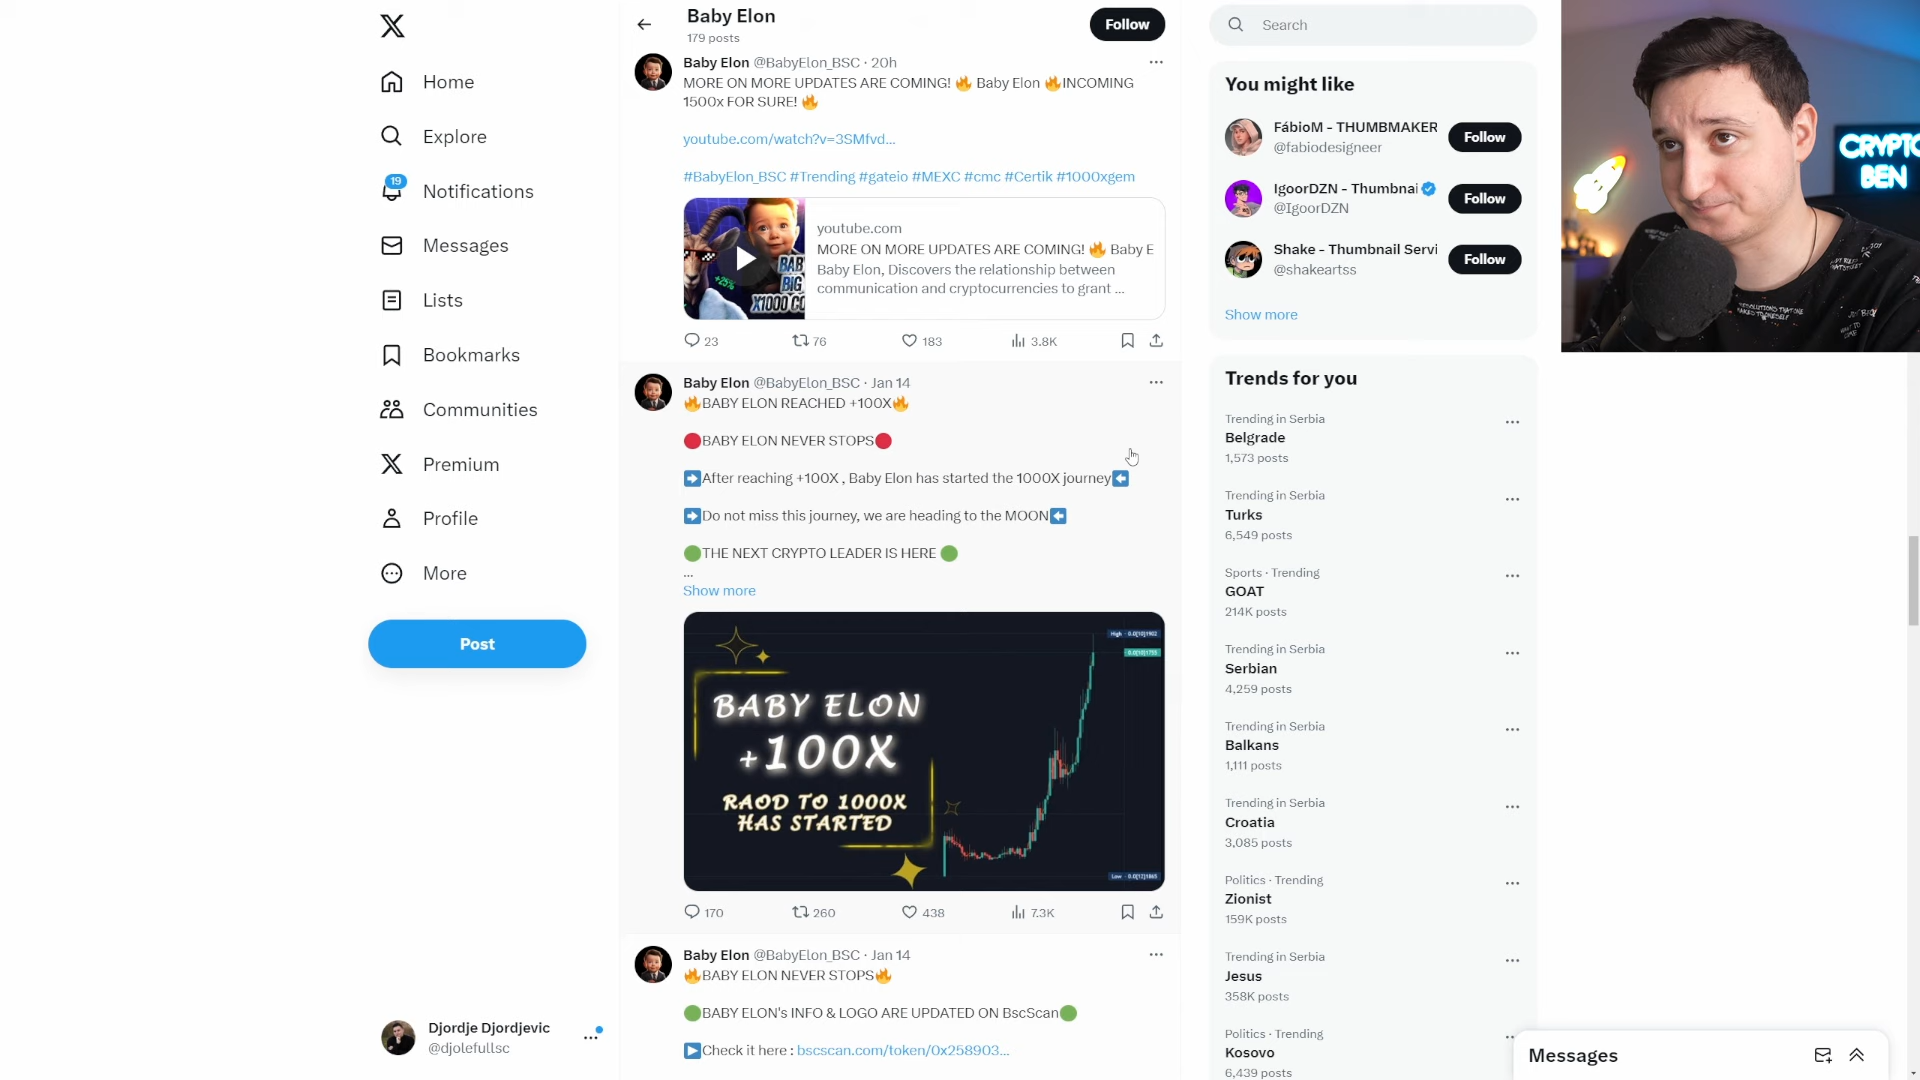 Home
Explore
19
Notifications
Messages
Lists
Bookmarks
Communities
Premium
Profile
More
Post
Djordje Djordjevic
@djolefullsc
Baby Elon
179 posts
Follow
Baby Elon @BabyElon_BSC · 20h
MORE ON MORE UPDATES ARE COMING! 🔥 Baby Elon 🔥INCOMING
1500x FOR SURE! 🔥
youtube.com/watch?v=3SMfvd...
#BabyElon_BSC #Trending #gateio #MEXC #cmc #Certik #1000xgem
BAB
BIG
X1000 CO
youtube.com
MORE ON MORE UPDATES ARE COMING! 🔥 Baby E
Baby Elon, Discovers the relationship between
communication and cryptocurrencies to grant ...
23 76 183 3.8K
Baby Elon @BabyElon_BSC · Jan 14
🔥BABY ELON REACHED +100X🔥
🔴BABY ELON NEVER STOPS🔴
➡️After reaching +100X , Baby Elon has started the 1000X journey⬅️
➡️Do not miss this journey, we are heading to the MOON⬅️
🟢THE NEXT CRYPTO LEADER IS HERE 🟢
...
Show more
BABY ELON
+100X
RAOD TO 1000X
HAS STARTED
170 260 438 7.3K
Baby Elon @BabyElon_BSC · Jan 14
🔥BABY ELON NEVER STOPS🔥
🟢BABY ELON's INFO & LOGO ARE UPDATED ON BscScan🟢
▶️Check it here : bscscan.com/token/0x258903...
Search
You might like
FábioM - THUMBMAKER
@fabiodesigneer
Follow
IgoorDZN - Thumbnai
@IgoorDZN
Follow
Shake - Thumbnail Servi
@shakeartss
Follow
Show more
Trends for you
Trending in Serbia
Belgrade
1,573 posts
Trending in Serbia
Turks
6,549 posts
Sports · Trending
GOAT
214K posts
Trending in Serbia
Serbian
4,259 posts
Trending in Serbia
Balkans
1,111 posts
Trending in Serbia
Croatia
3,085 posts
Politics · Trending
Zionist
159K posts
Trending in Serbia
Jesus
358K posts
Politics · Trending
Kosovo
6,439 posts
Messages
CRYPTO
BEN